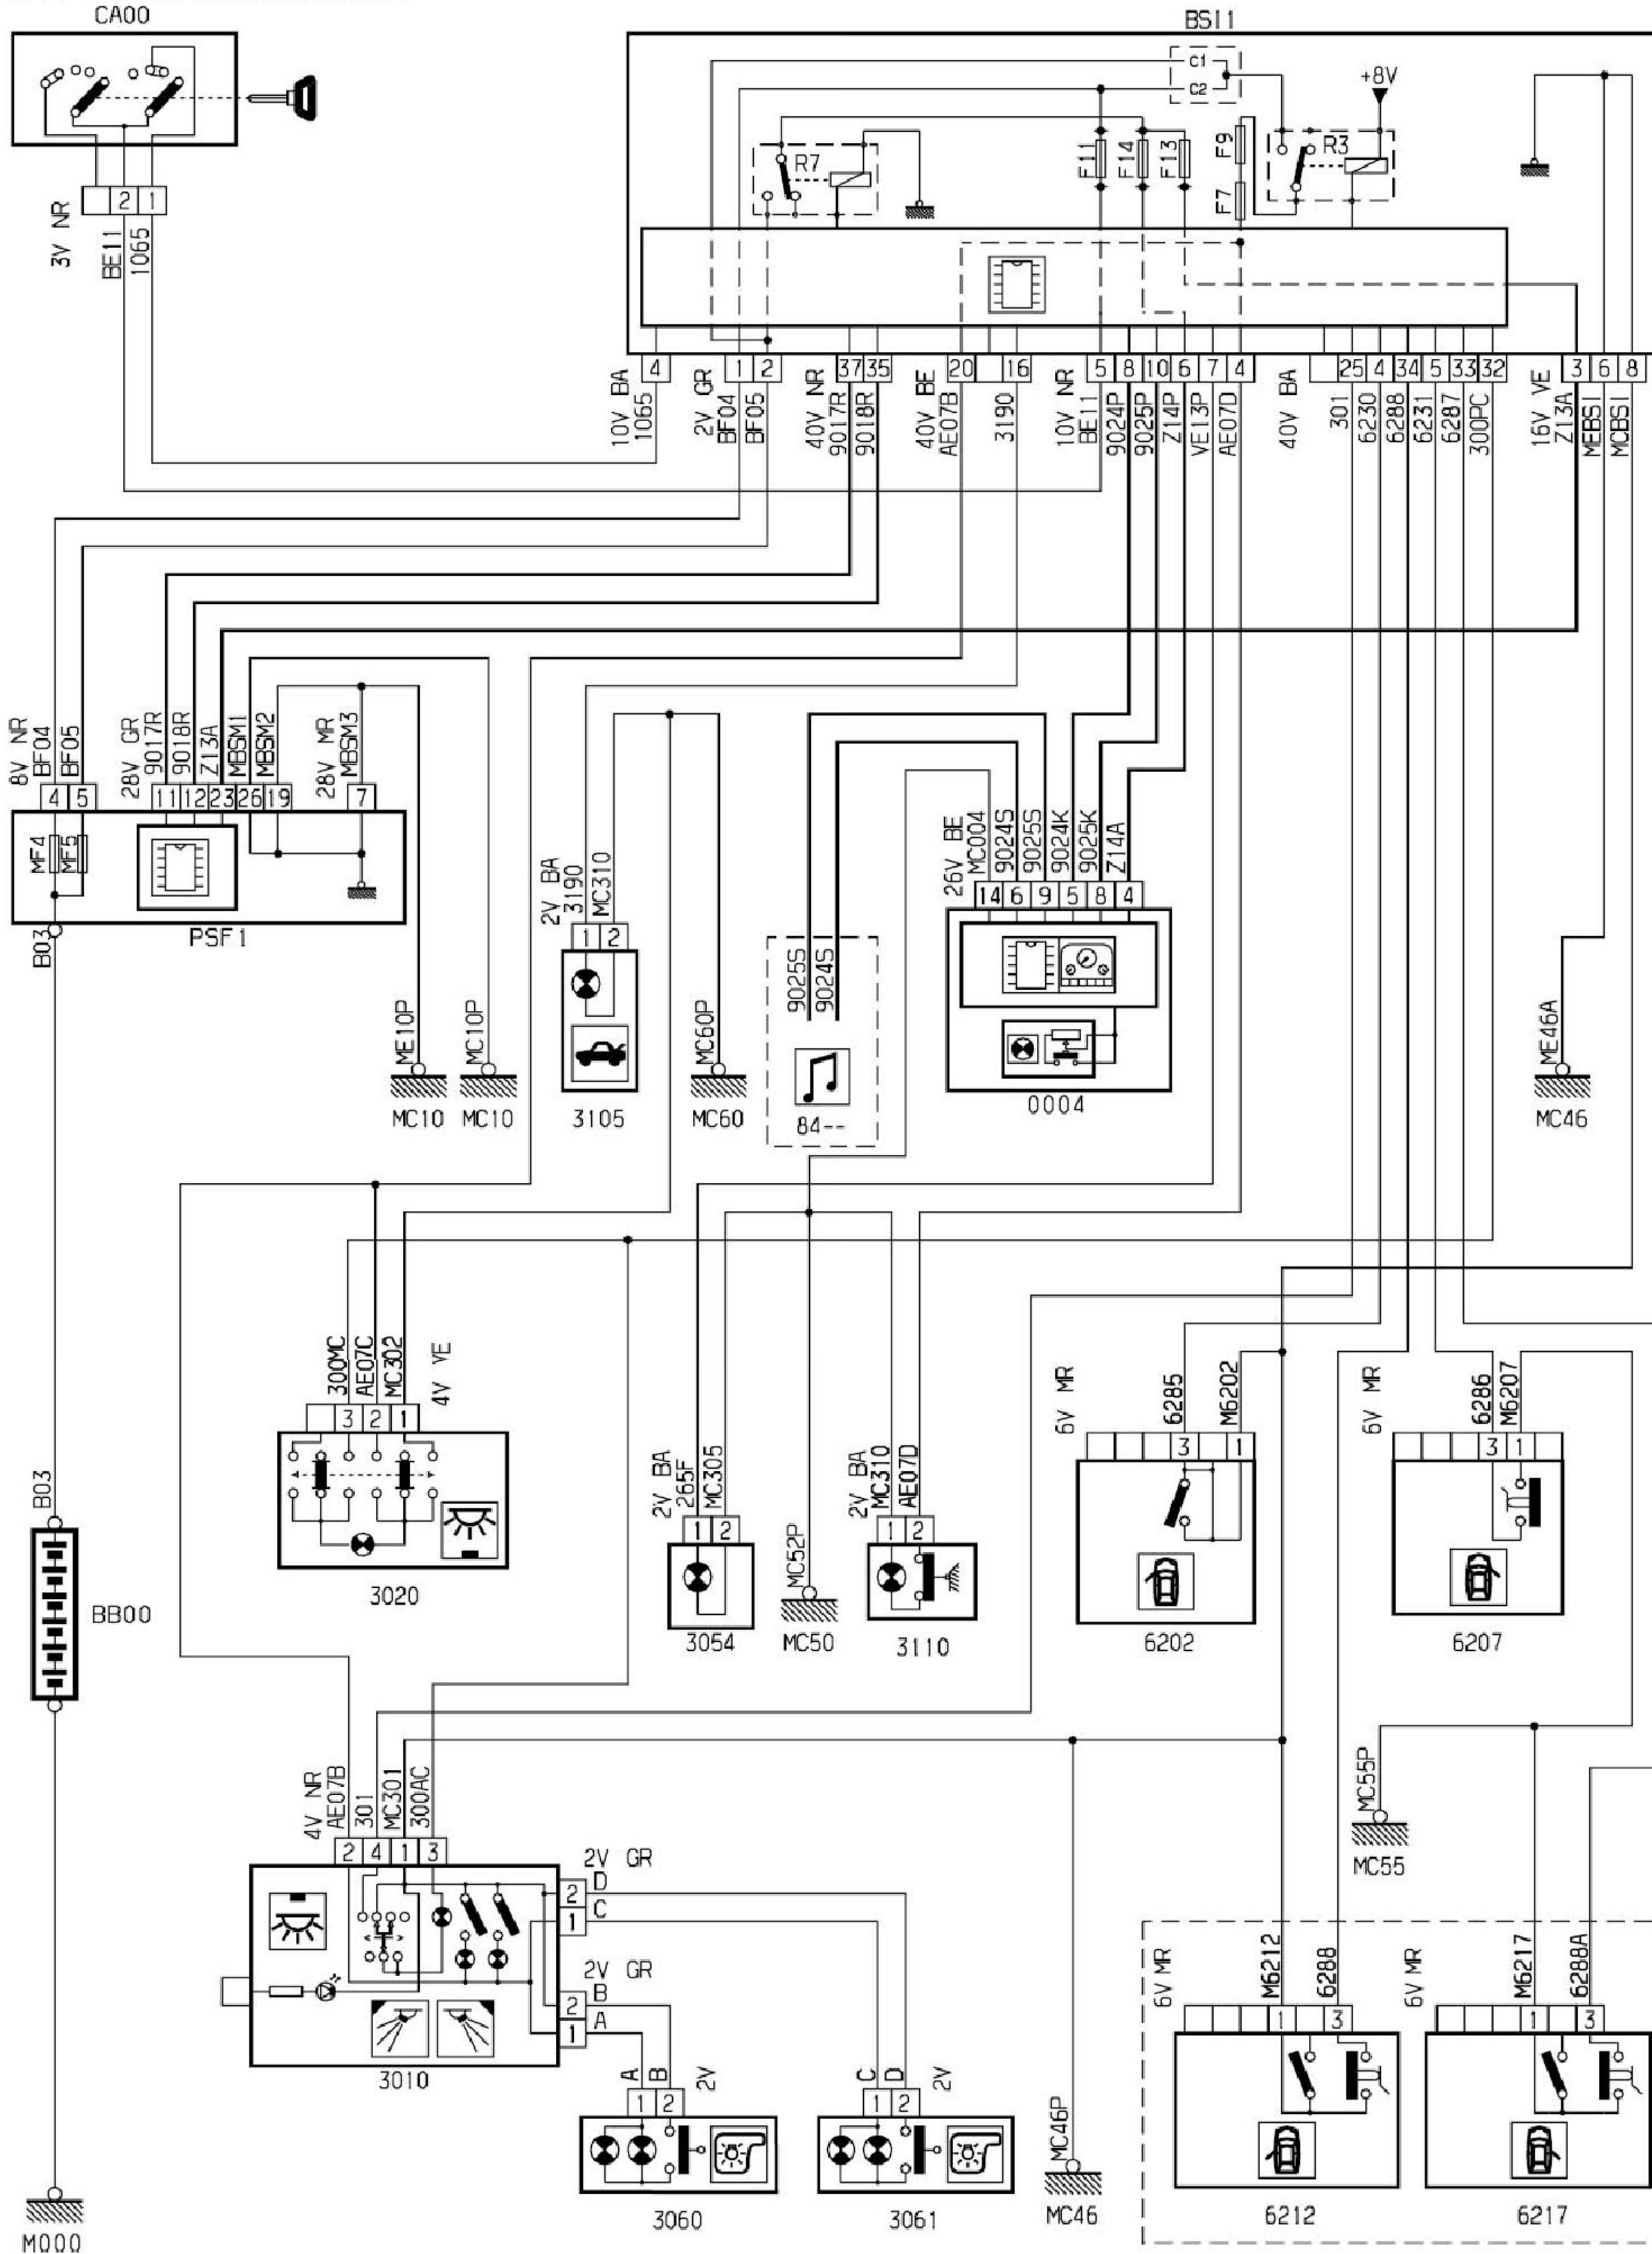 CA00
BSI1
C1
C2
+8V
R7
F11
F14
F13
F9
F7
R3
2 1
3V NR
BE11
1065
4
1 2
37 35
20 16
5 8 10 6 7 4
25 4 34 5 33 32
3 6 8
10V BA
1065
2V GR
BF04
BF05
40V NR
9017R
9018R
40V BE
AE07B
3190
10V NR
BE11
9024P
9025P
Z14P
VE13P
AE07D
40V BA
301
6230
6288
6231
6287
300PC
16V VE
Z13A
MEBSI
MCBSI
8V NR
BF04
BF05
28V GR
9017R
9018R
Z13A
MBSM1
MBSM2
28V MR
MBSM3
4 5
11 12 23 26 19
7
MF4
MF5
PSF1
B03
ME10P
MC10P
MC10
MC10
2V BA
3190
MC310
1 2
3105
MC60P
MC60
9025S
9024S
84--
26V BE
MC004
9024S
9025S
9024K
9025K
Z14A
14 6 9 5 8 4
0004
ME46A
MC46
300MC
AE07C
MC302
4V VE
3 2 1
3020
B03
BB00
2V BA
265F
MC305
1 2
3054
MC52P
MC50
2V BA
MC310
AE07D
1 2
3110
6V MR
6285
M6202
3 1
6202
6V MR
6286
M6207
3 1
6207
MC55P
MC55
4V NR
AE07B
301
MC301
300AC
2 4 1 3
2V GR
D
2
C
1
2V GR
B
2
A
1
3010
A
B
2V
1 2
3060
C
D
2V
1 2
3061
MC46P
MC46
6V MR
M6212
6288
1 3
6212
6V MR
M6217
6288A
1 3
6217
M000